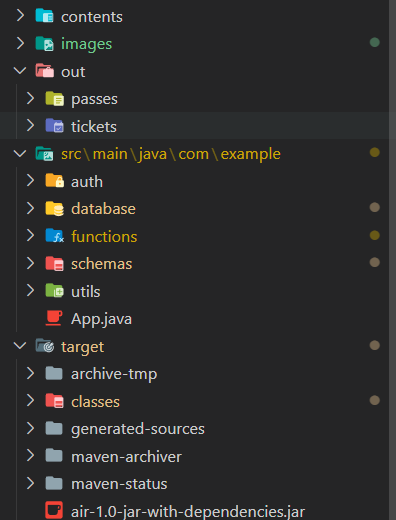 contents
images
out
passes
tickets
src\main\java\com\example
auth
database
functions
schemas
utils
App.java
target
archive-tmp
classes
generated-sources
maven-archiver
maven-status
air-1.0-jar-with-dependencies.jar